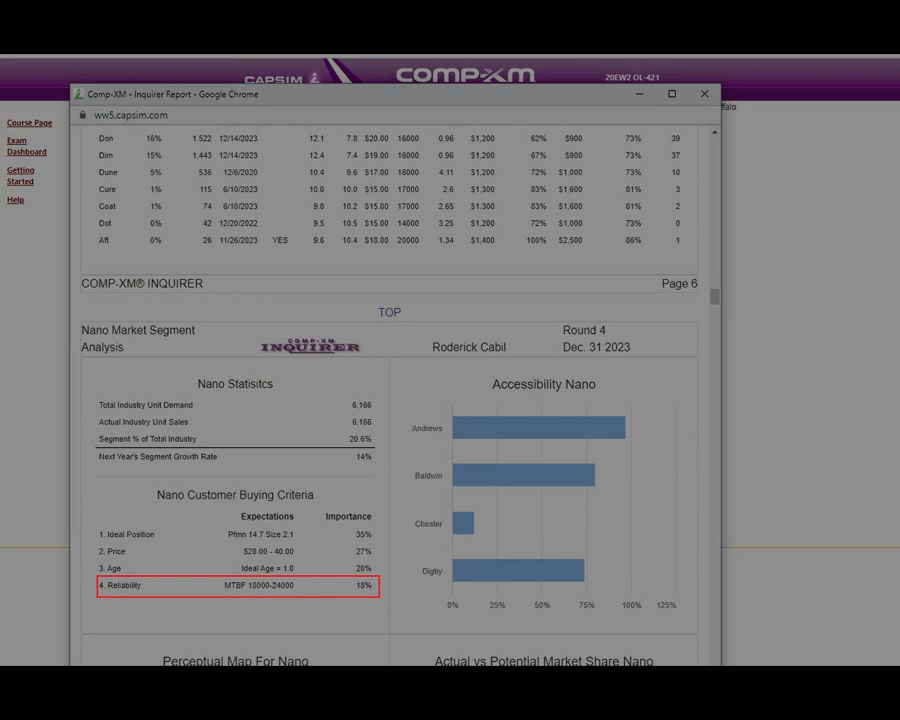 CAPSIM COMP-XM 20EW2 OL-421
Comp-XM - Inquirer Report - Google Chrome
ww5.capsim.com
Course Page
Exam
Dashboard
Getting
Started
Help
Don 16% 1,522 12/14/2023 12.1 7.8 $20.00 16000 0.96 $1,200 62% $900 73% 39
Dim 15% 1,443 12/14/2023 12.4 7.4 $19.00 16000 0.96 $1,200 67% $900 73% 37
Dune 5% 536 12/6/2020 10.4 9.6 $17.00 16000 4.11 $1,200 72% $1,000 73% 10
Cure 1% 115 6/10/2023 10.0 10.0 $15.00 17000 2.6 $1,300 83% $1,600 81% 3
Coat 1% 74 6/10/2023 9.8 10.2 $15.00 17000 2.65 $1,300 83% $1,600 81% 2
Dot 0% 42 12/20/2022 9.5 10.5 $15.00 14000 3.25 $1,200 72% $1,000 73% 0
Aft 0% 26 11/26/2023 YES 9.6 10.4 $18.00 20000 1.34 $1,400 100% $2,500 86% 1
COMP-XM® INQUIRER Page 6
TOP
Nano Market Segment
Analysis
COMP-XM
INQUIRER
Roderick Cabil
Round 4
Dec. 31 2023
Nano Statisitcs
Total Industry Unit Demand 6,166
Actual Industry Unit Sales 6,166
Segment % of Total Industry 20.6%
Next Year's Segment Growth Rate 14%
Nano Customer Buying Criteria
Expectations Importance
1. Ideal Position Pfmn 14.7 Size 2.1 35%
2. Price $28.00 - 40.00 27%
3. Age Ideal Age = 1.0 20%
4. Reliability MTBF 18000-24000 18%
Accessibility Nano
Andrews
Baldwin
Chester
Digby
0% 25% 50% 75% 100% 125%
Perceptual Map For Nano
Actual vs Potential Market Share Nano